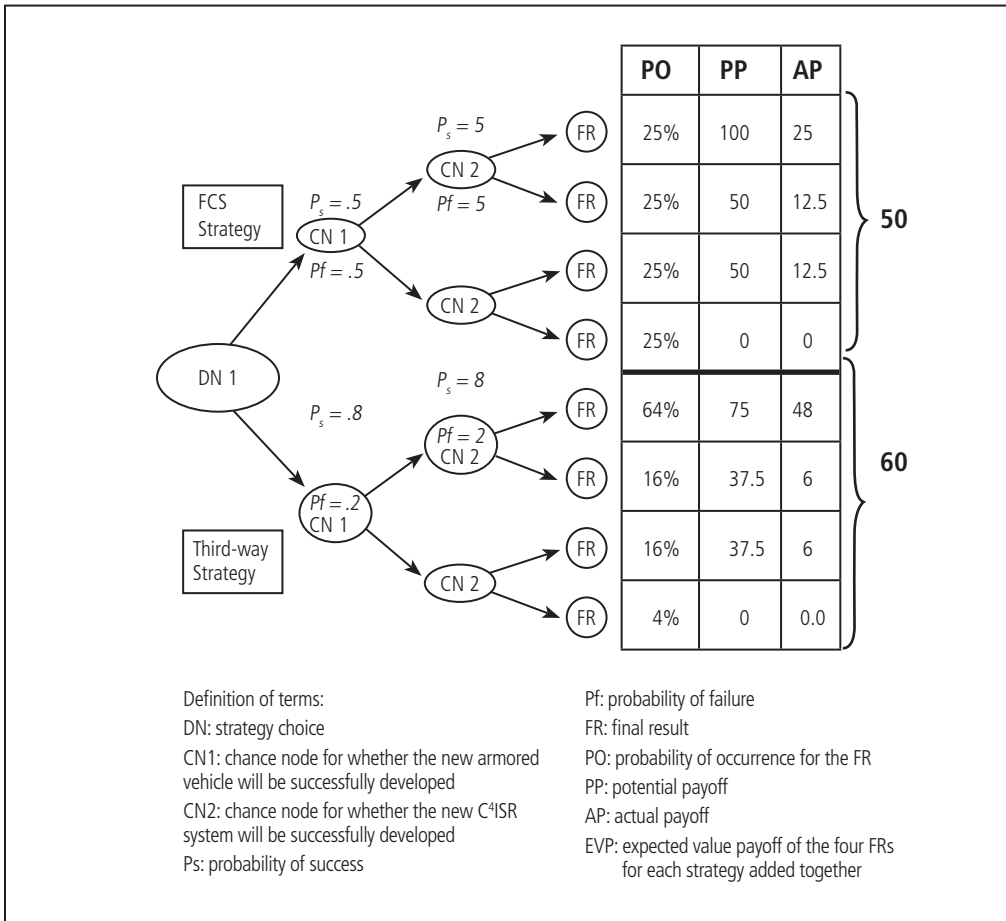 PO PP AP
P_s = 5
FR 25% 100 25
CN 2
FCS
Strategy
P_s = .5
Pf = 5
FR 25% 50 12.5
50
CN 1
Pf = .5
FR 25% 50 12.5
CN 2
FR 25% 0 0
DN 1
P_s = 8
P_s = .8
FR 64% 75 48
Pf = 2
CN 2
60
FR 16% 37.5 6
Pf = .2
CN 1
Third-way
Strategy
FR 16% 37.5 6
CN 2
FR 4% 0 0.0
Definition of terms:
DN: strategy choice
CN1: chance node for whether the new armored
vehicle will be successfully developed
CN2: chance node for whether the new C⁴ISR
system will be successfully developed
Ps: probability of success
Pf: probability of failure
FR: final result
PO: probability of occurrence for the FR
PP: potential payoff
AP: actual payoff
EVP: expected value payoff of the four FRs
for each strategy added together